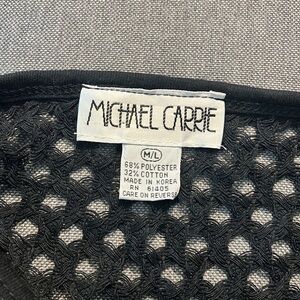 MICHAEL CARRIE
M/L
68% POLYESTER
32% COTTON
MADE IN KOREA
RN 61405
CARE ON REVERSE